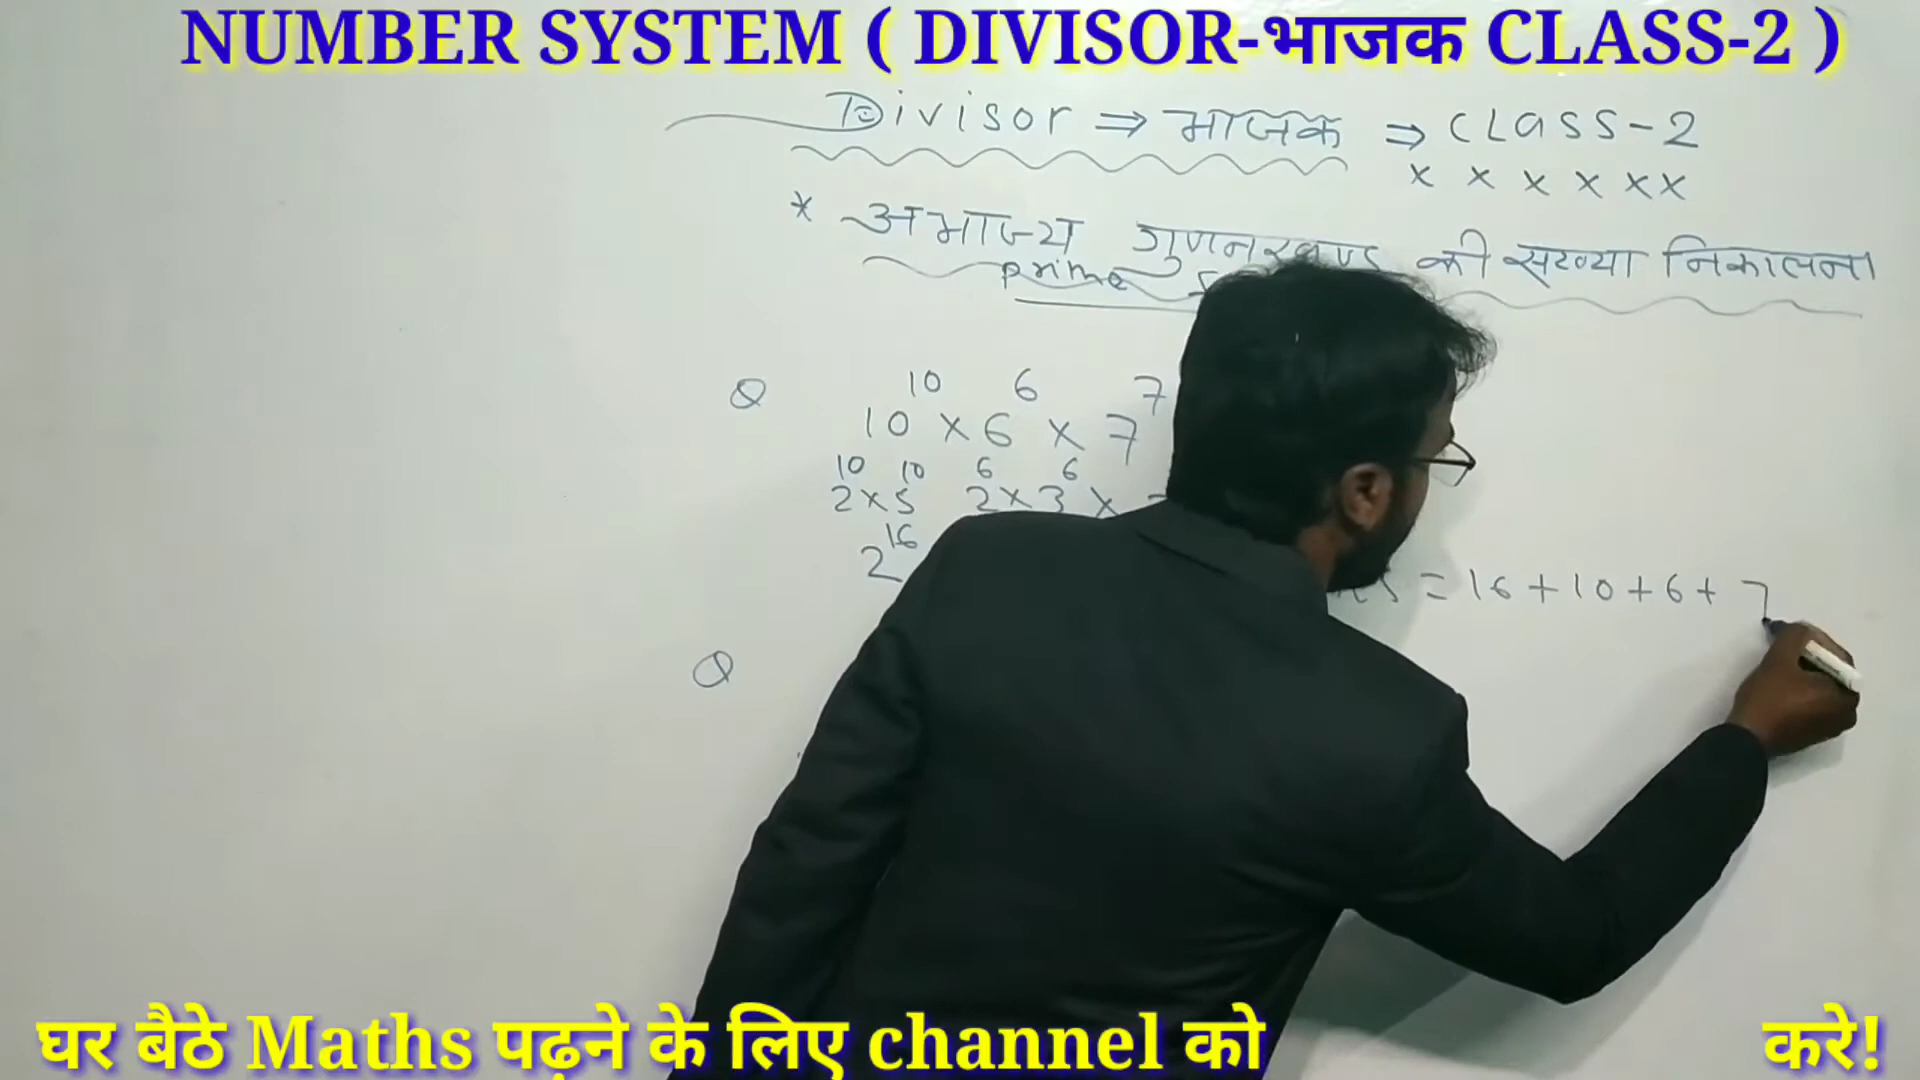 NUMBER SYSTEM ( DIVISOR-भाजक CLASS-2 )
Divisor ⇒ भाजक ⇒ CLASS-2
x x x x x x
* अभाज्य गुणनखण्ड की संख्या निकालना
prime
Q 10^10 x 6^6 x 7^7
2^10 x 5^10 2^6 x 3^6 x
2^16
= 16 + 10 + 6 + 7
Q
घर बैठे Maths पढ़ने के लिए channel को करे!